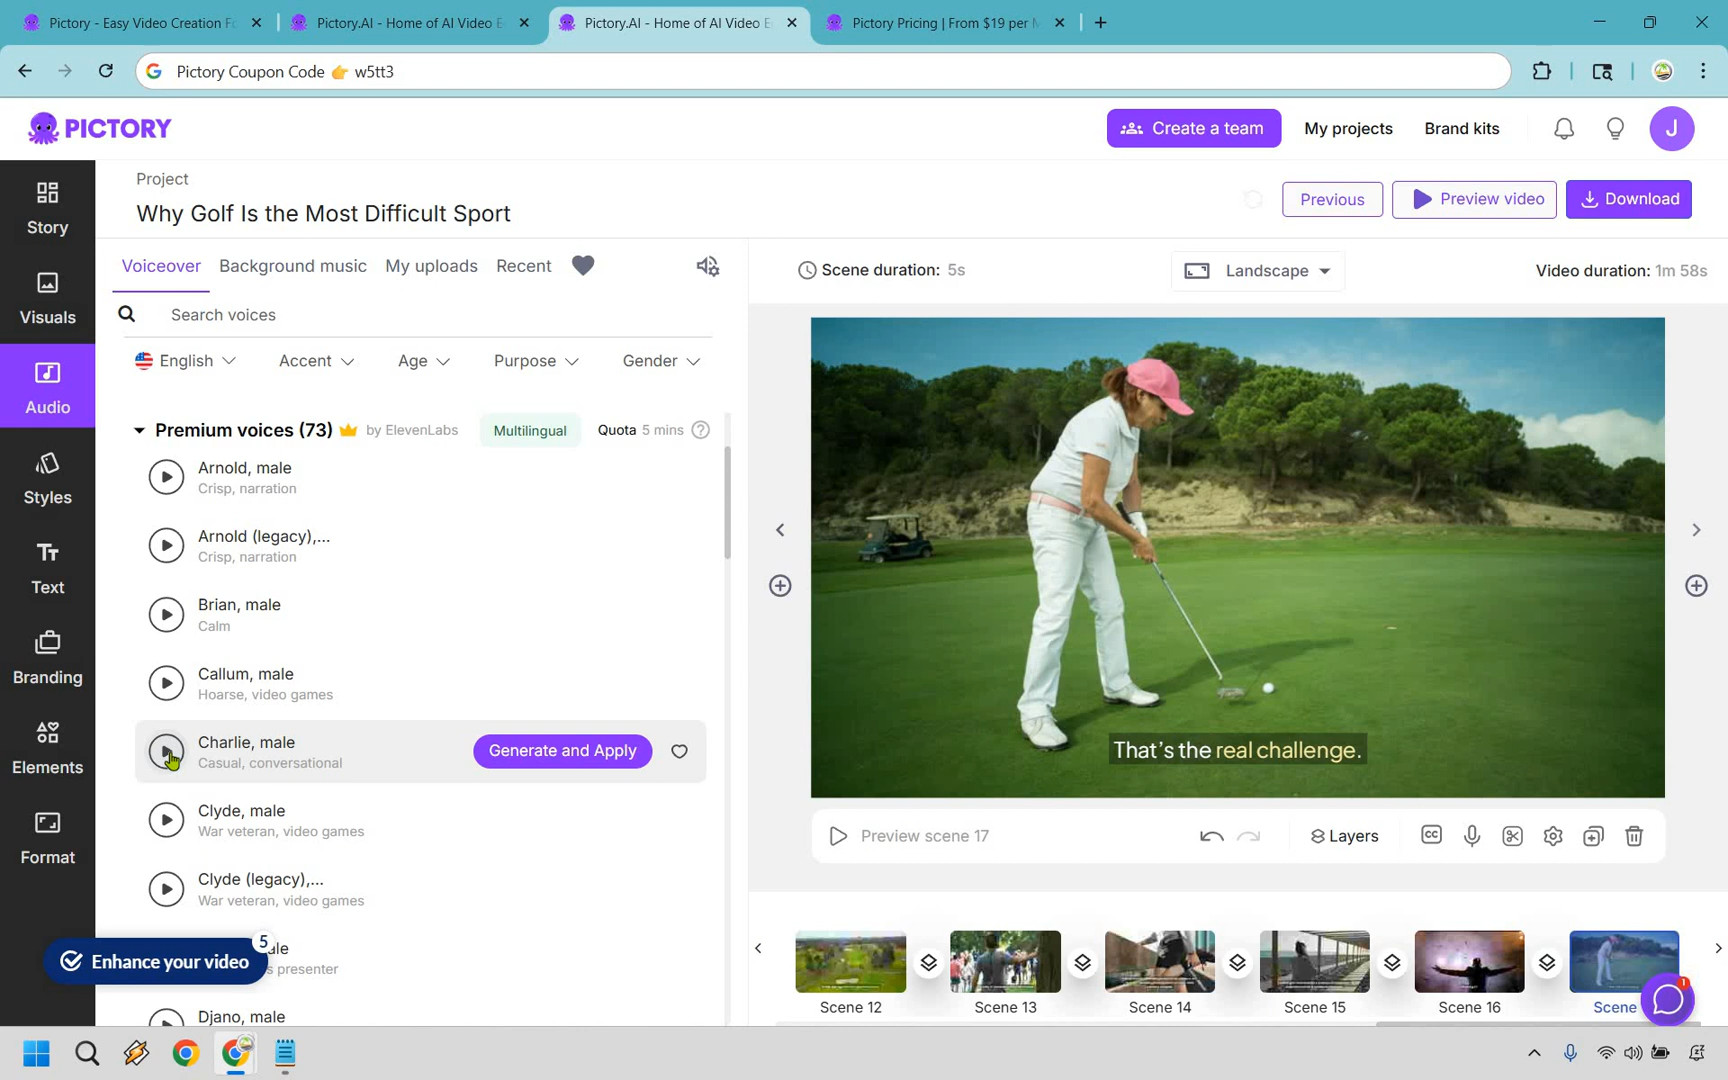 Pictory - Easy Video Creation Fo
Pictory.AI - Home of AI Video E
Pictory.AI - Home of AI Video E
Pictory Pricing | From $19 per M
Pictory Coupon Code 👉 w5tt3
PICTORY
Create a team
My projects
Brand kits
J
Project
Why Golf Is the Most Difficult Sport
Previous
Preview video
Download
Story
Visuals
Audio
Styles
Text
Branding
Elements
Format
Voiceover
Background music
My uploads
Recent
Search voices
English
Accent
Age
Purpose
Gender
Premium voices (73)
by ElevenLabs
Multilingual
Quota 5 mins
Arnold, male
Crisp, narration
Arnold (legacy),...
Crisp, narration
Brian, male
Calm
Callum, male
Hoarse, video games
Charlie, male
Casual, conversational
Generate and Apply
Clyde, male
War veteran, video games
Clyde (legacy),...
War veteran, video games
presenter
Djano, male
Enhance your video
5
Scene duration: 5s
Landscape
Video duration: 1m 58s
That's the real challenge.
Preview scene 17
Layers
CC
Scene 12
Scene 13
Scene 14
Scene 15
Scene 16
Scene
1